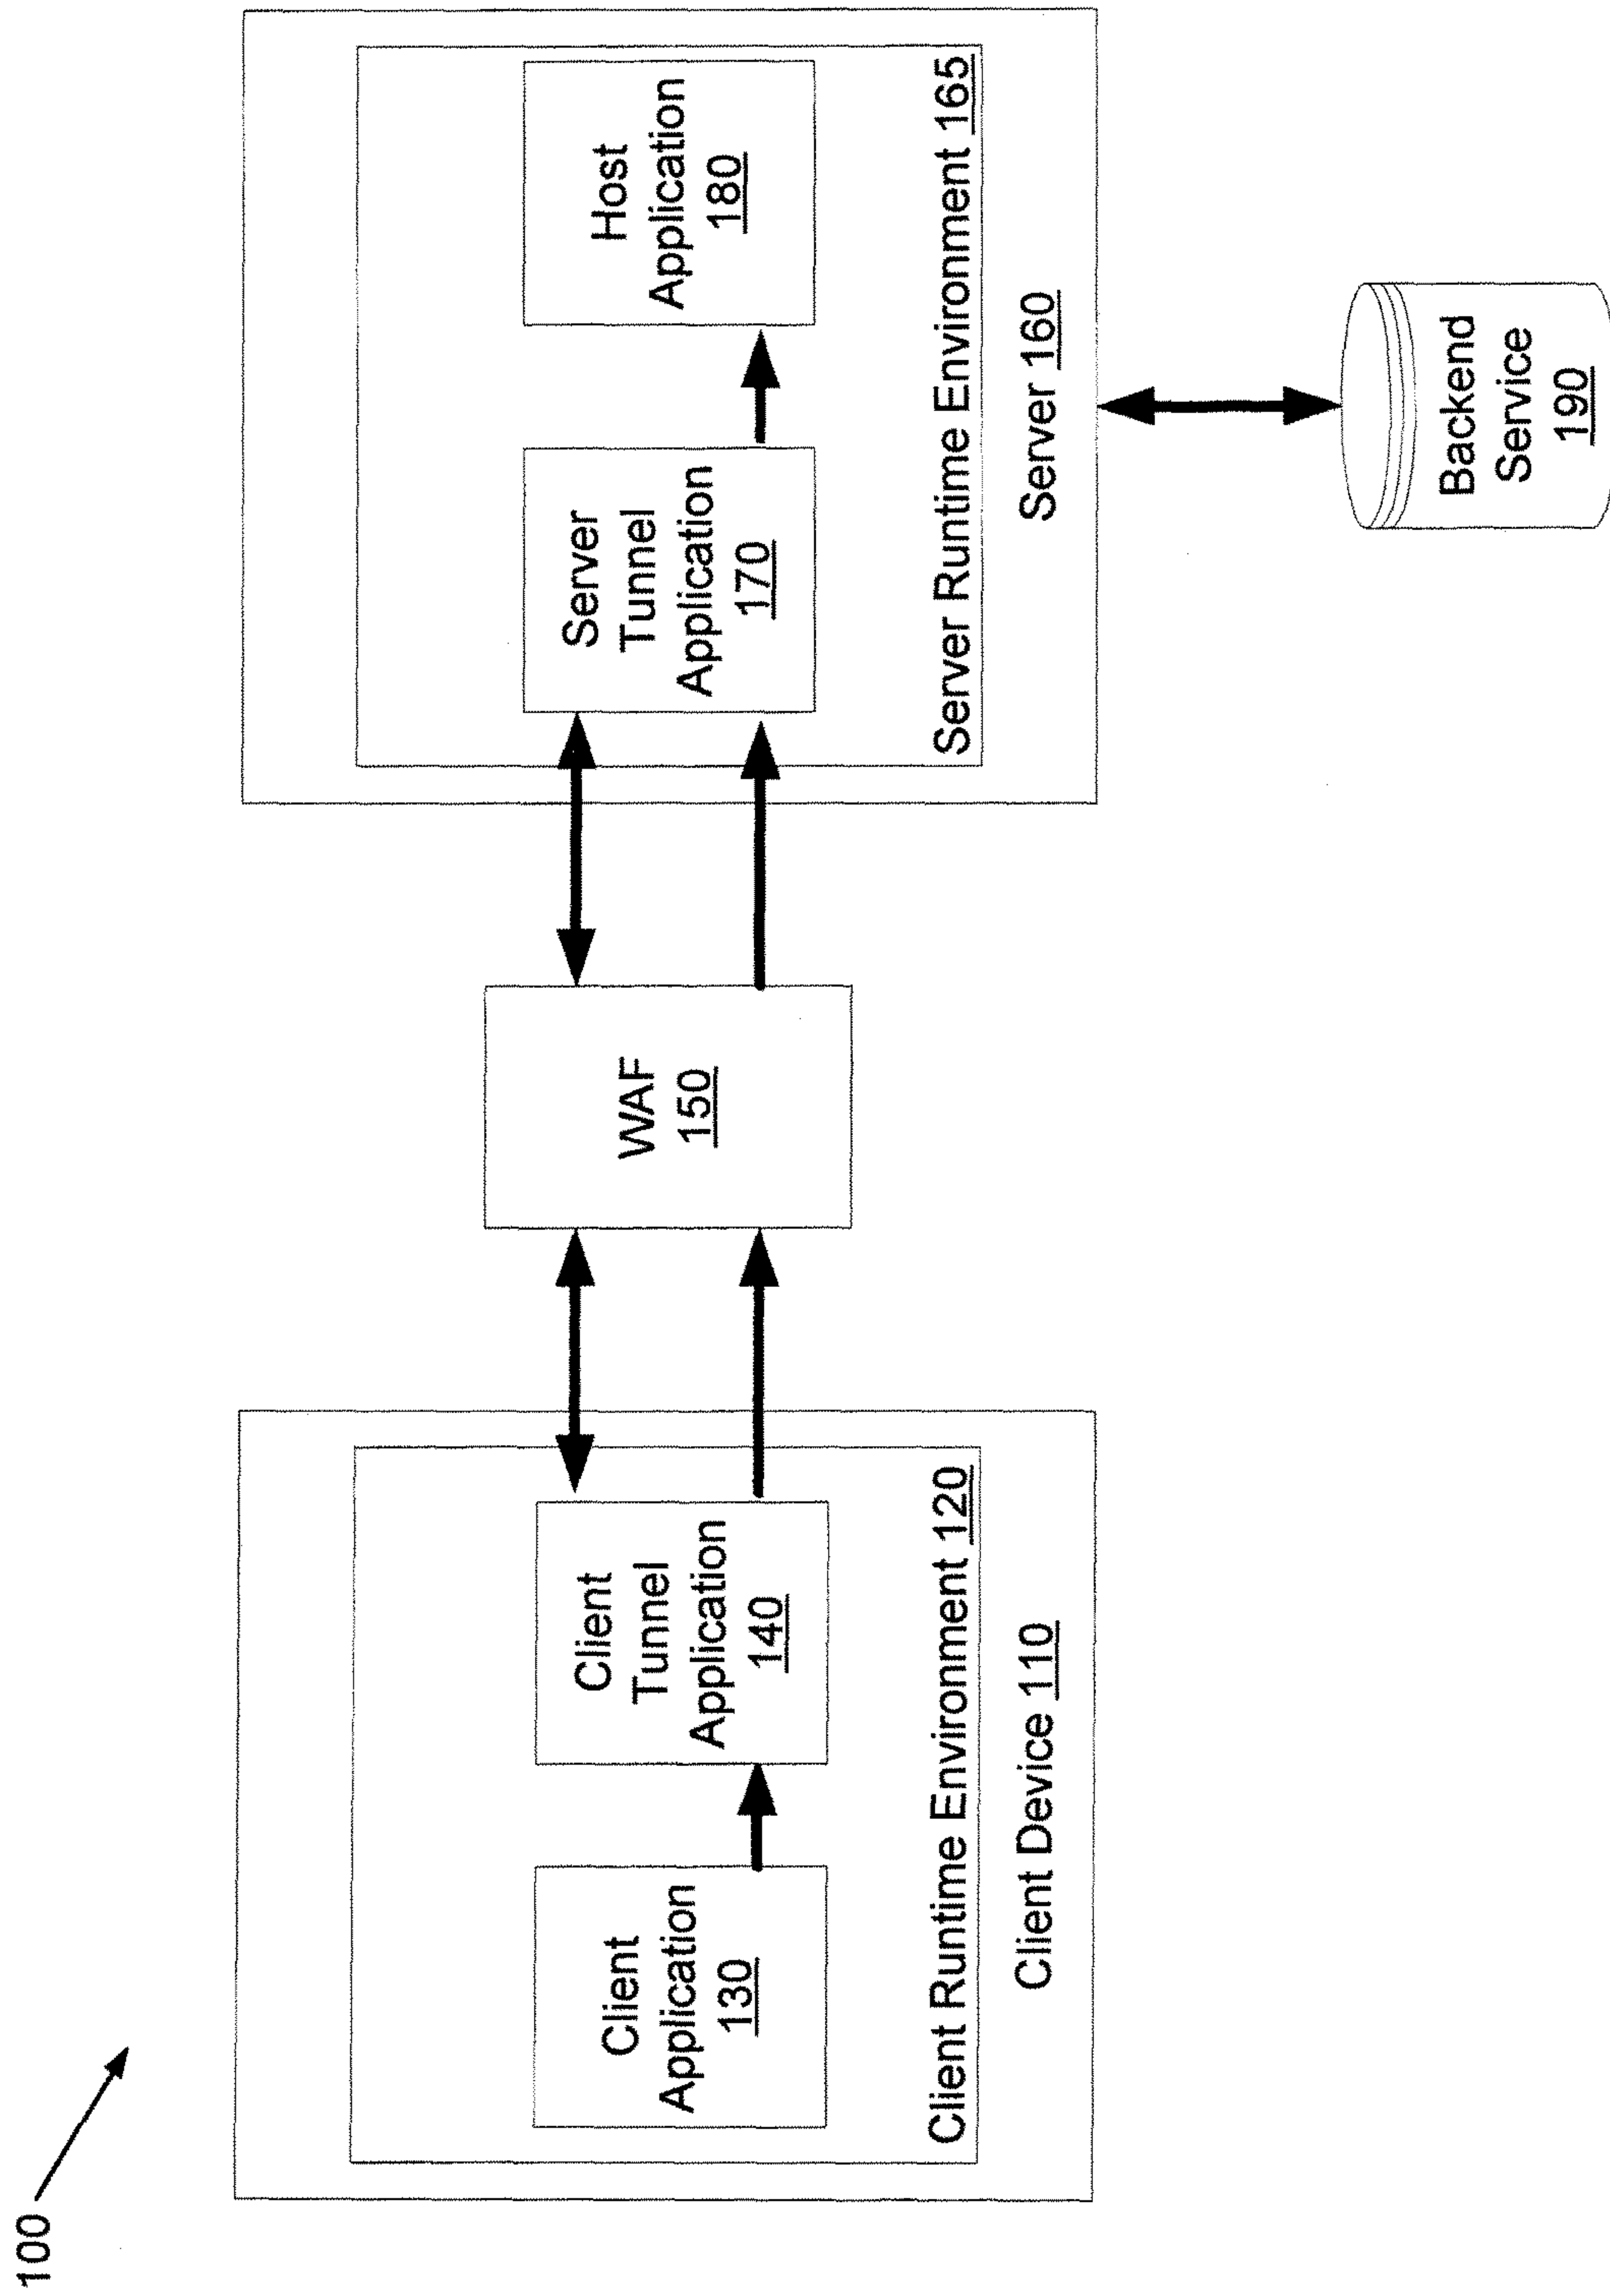 100
Client
Application
130
Client
Tunnel
Application
140
Client Runtime Environment 120
Client Device 110
WAF
150
Server
Tunnel
Application
170
Host
Application
180
Server Runtime Environment 165
Server 160
Backend
Service
190